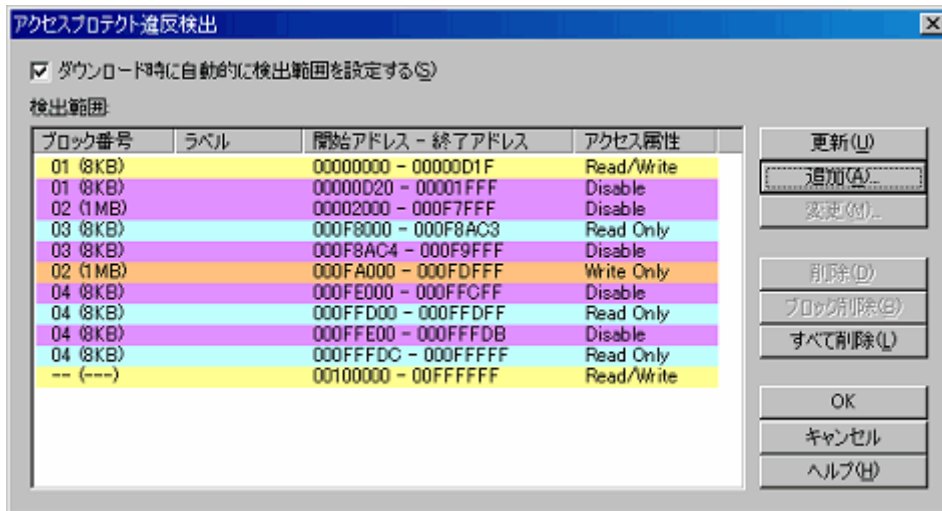 アクセスプロテクト違反検出
ダウンロード時に自動的に検出範囲を設定する(S)
検出範囲:
ブロック番号 ラベル 開始アドレス - 終了アドレス アクセス属性
01 (8KB) 00000000 - 00000D1F Read/Write
01 (8KB) 00000D20 - 00001FFF Disable
02 (1MB) 00002000 - 000F7FFF Disable
03 (8KB) 000F8000 - 000F8AC3 Read Only
03 (8KB) 000F8AC4 - 000F9FFF Disable
02 (1MB) 000FA000 - 000FDFFF Write Only
04 (8KB) 000FE000 - 000FFCFF Disable
04 (8KB) 000FFD00 - 000FFDFF Read Only
04 (8KB) 000FFE00 - 000FFFDB Disable
04 (8KB) 000FFFDC - 000FFFFF Read Only
-- (---) 00100000 - 00FFFFFF Read/Write
更新(U)
追加(A)...
変更(M)...
削除(D)
ブロック削除(B)
すべて削除(L)
OK
キャンセル
ヘルプ(H)